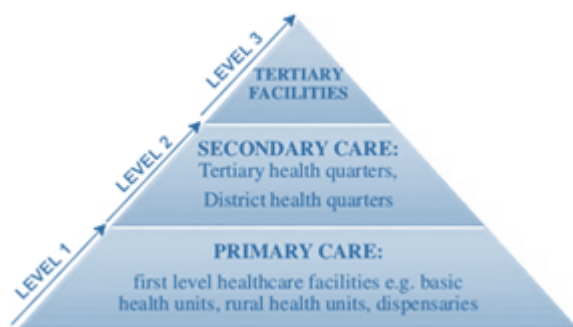 LEVEL 3
TERTIARY
FACILITIES
LEVEL 2
SECONDARY CARE:
Tertiary health quarters,
District health quarters
LEVEL 1
PRIMARY CARE:
first level healthcare facilities e.g. basic
health units, rural health units, dispensaries